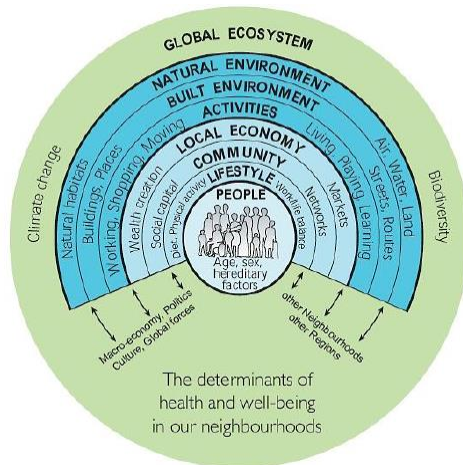 GLOBAL ECOSYSTEM
NATURAL ENVIRONMENT
BUILT ENVIRONMENT
ACTIVITIES
LOCAL ECONOMY
COMMUNITY
LIFESTYLE
PEOPLE
Climate change
Natural habitats
Buildings, Places
Working, Shopping, Moving
Wealth creation
Social capital
Diet, Physical activity
Work/life balance
Networks
Markets
Living, Playing, Learning
Streets, Routes
Air, Water, Land
Biodiversity
Age, sex,
hereditary
factors
Macro-economy, Politics
Culture, Global forces
other Neighbourhoods
other Regions
The determinants of
health and well-being
in our neighbourhoods